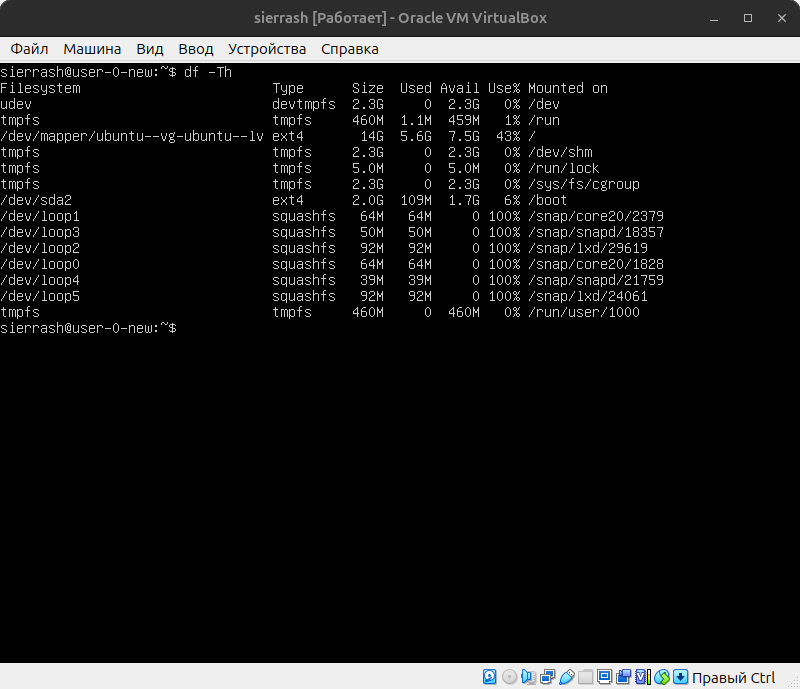 sierrash [Работает] - Oracle VM VirtualBox
Файл Машина Вид Ввод Устройства Справка
sierrash@user-0-new:~$ df -Th
Filesystem Type Size Used Avail Use% Mounted on
udev devtmpfs 2.3G 0 2.3G 0% /dev
tmpfs tmpfs 460M 1.1M 459M 1% /run
/dev/mapper/ubuntu--vg-ubuntu--lv ext4 14G 5.6G 7.5G 43% /
tmpfs tmpfs 2.3G 0 2.3G 0% /dev/shm
tmpfs tmpfs 5.0M 0 5.0M 0% /run/lock
tmpfs tmpfs 2.3G 0 2.3G 0% /sys/fs/cgroup
/dev/sda2 ext4 2.0G 109M 1.7G 6% /boot
/dev/loop1 squashfs 64M 64M 0 100% /snap/core20/2379
/dev/loop3 squashfs 50M 50M 0 100% /snap/snapd/18357
/dev/loop2 squashfs 92M 92M 0 100% /snap/lxd/29619
/dev/loop0 squashfs 64M 64M 0 100% /snap/core20/1828
/dev/loop4 squashfs 39M 39M 0 100% /snap/snapd/21759
/dev/loop5 squashfs 92M 92M 0 100% /snap/lxd/24061
tmpfs tmpfs 460M 0 460M 0% /run/user/1000
sierrash@user-0-new:~$
Правый Ctrl